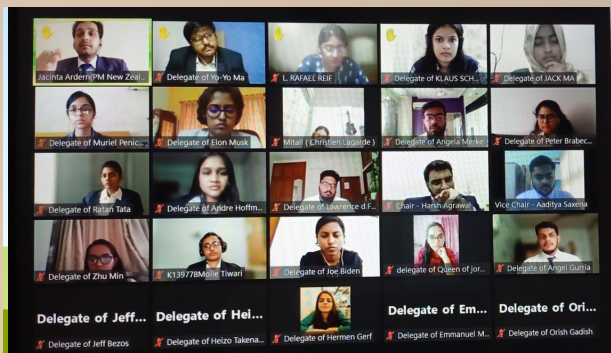 Jacinta Ardern(PM New Zeal...
Delegate of Yo-Yo Ma
L. RAFAEL REIF
Delegate of KLAUS SCH...
Delegate of JACK MA
Delegate of Muriel Penic...
Delegate of Elon Musk
Mitali ( Christien Lagarde )
Delegate of Angela Merke...
Delegate of Peter Brabec...
Delegate of Ratan Tata
Delegate of Andre Hoffm...
Delegate of Lawrence d F...
Chair - Harsh Agrawal
Vice Chair - Aaditya Saxena
Delegate of Zhu Min
K139778Molie Tiwari
Delegate of Joe Biden
delegate of Queen of jor...
Delegate of Angel Gurria
Delegate of Jeff...
Delegate of Hei...
Delegate of Em...
Delegate of Ori...
Delegate of Jeff Bezos
Delegate of Heizo Takena...
Delegate of Hermen Gerf
Delegate of Emmanuel M...
Delegate of Orish Gadish